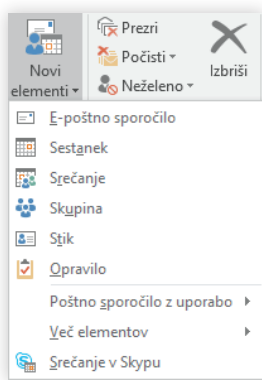 Novi
elementi
Prezri
Počisti
Neželeno
Izbriši
E-poštno sporočilo
Sestanek
Srečanje
Skupina
Stik
Opravilo
Poštno sporočilo z uporabo
Več elementov
Srečanje v Skypu